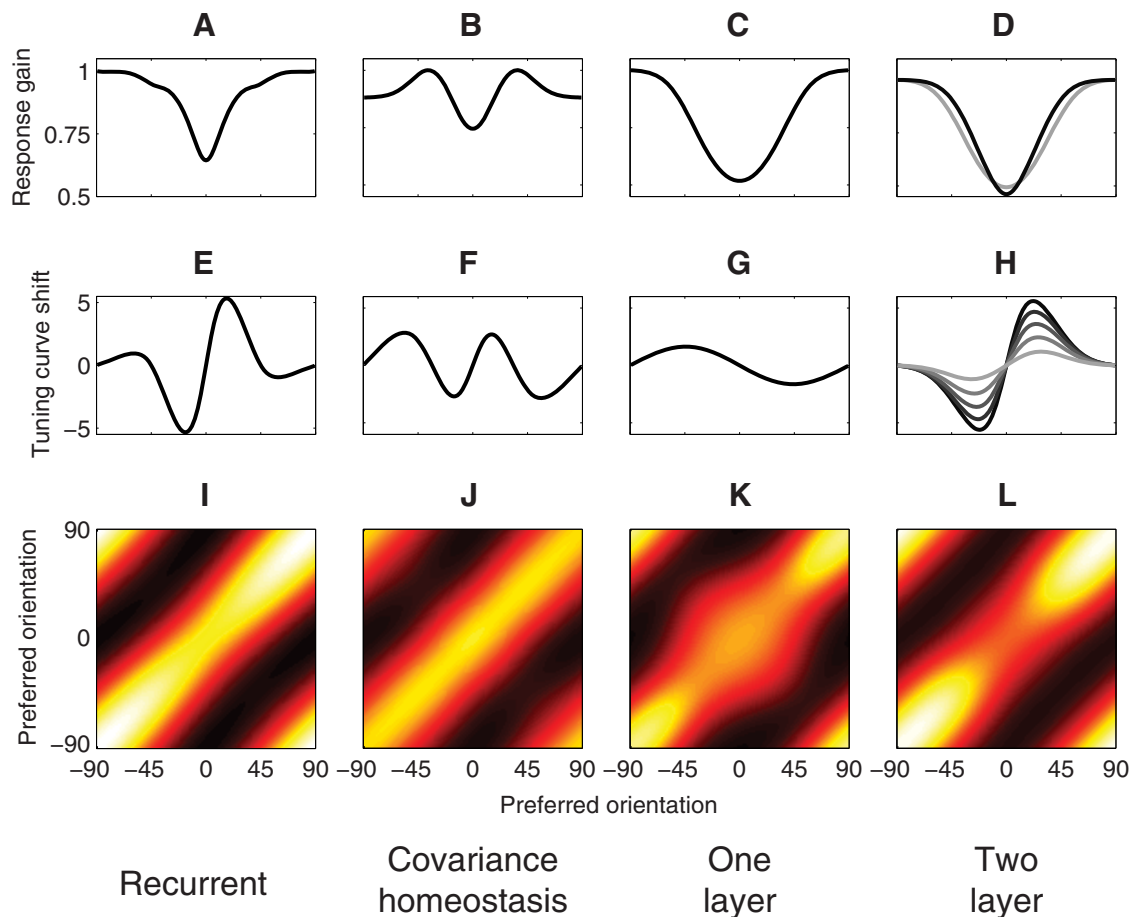 A B C D
Response gain
1
0.75
0.5
E F G H
Tuning curve shift
5
0
−5
I J K L
Preferred orientation
90
0
−90
−90 −45 0 45 90 −90 −45 0 45 90 −90 −45 0 45 90 −90 −45 0 45 90
Preferred orientation
Recurrent
Covariance
homeostasis
One
layer
Two
layer